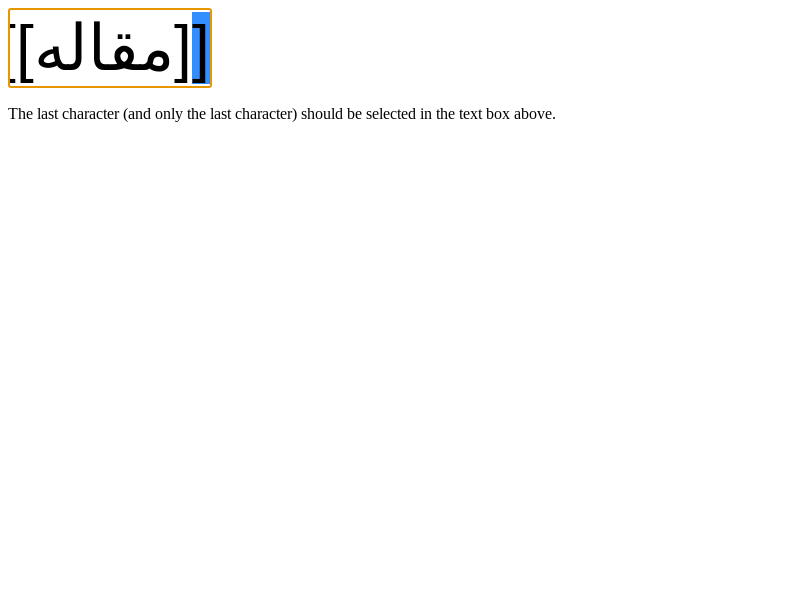 [[مقاله]]
The last character (and only the last character) should be selected in the text box above.